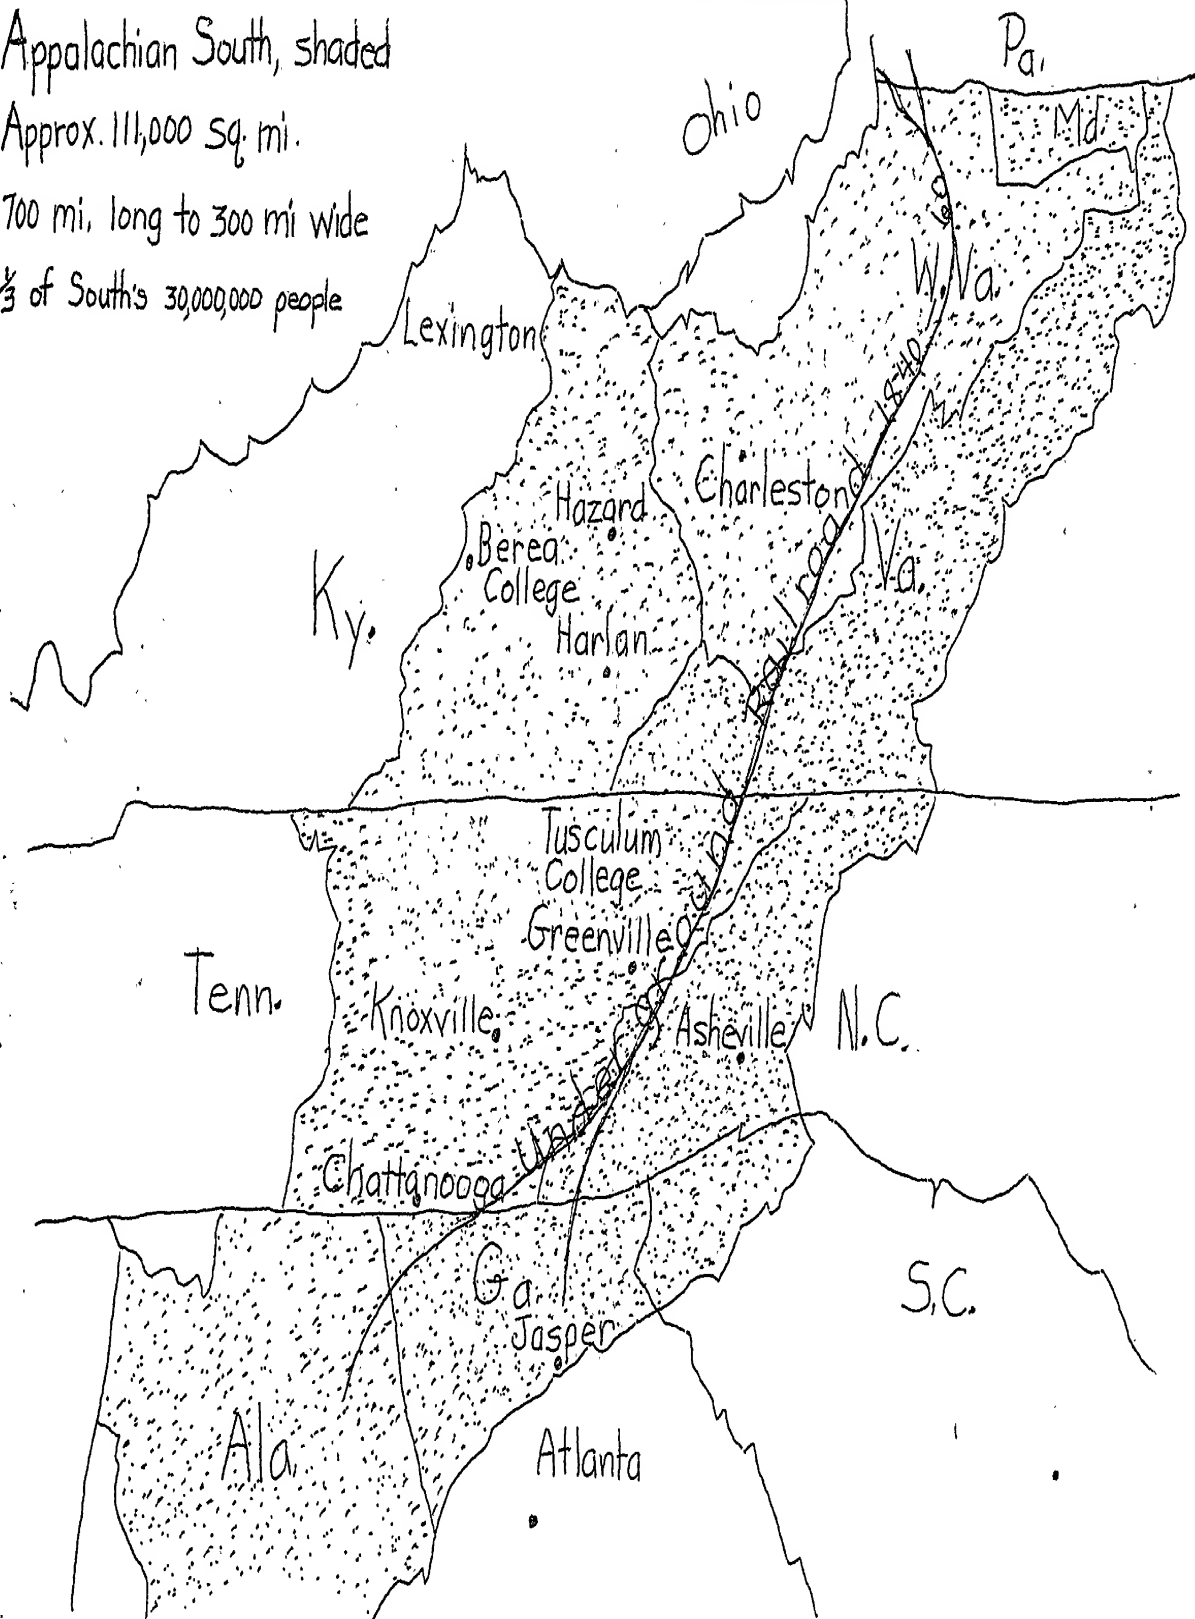 Appalachian South, shaded
Approx. 111,000 sq. mi.
700 mi. long to 300 mi wide
⅓ of South's 30,000,000 people
Pa.
Ohio
Md
W. Va.
Lexington
Charleston
Hazard
Berea
College
Harlan
Ky.
Va.
Underground Railroad 1840-60
Tusculum
College
Greenville
Tenn.
Knoxville
Asheville
N.C.
Chattanooga
Ga
Jasper
S.C.
Ala.
Atlanta